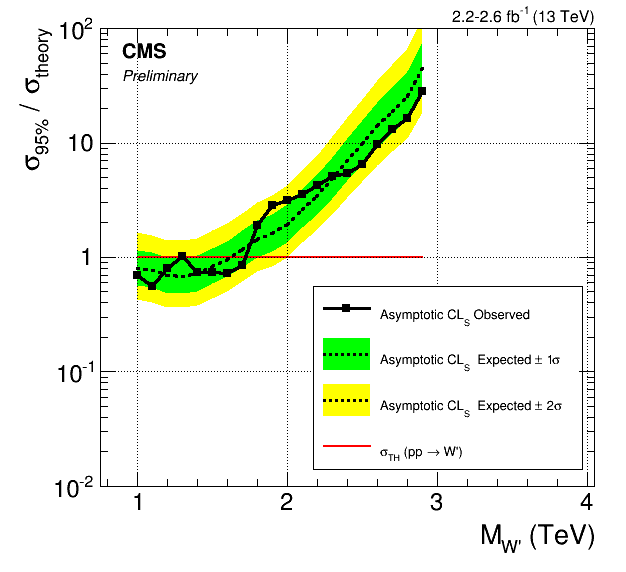 2.2-2.6 fb⁻¹ (13 TeV)
CMS
Preliminary
σ95% / σtheory
10²
10
1
10⁻¹
10⁻²
Asymptotic CLS Observed
Asymptotic CLS Expected ± 1σ
Asymptotic CLS Expected ± 2σ
σTH (pp → W')
1 2 3 4
MW' (TeV)